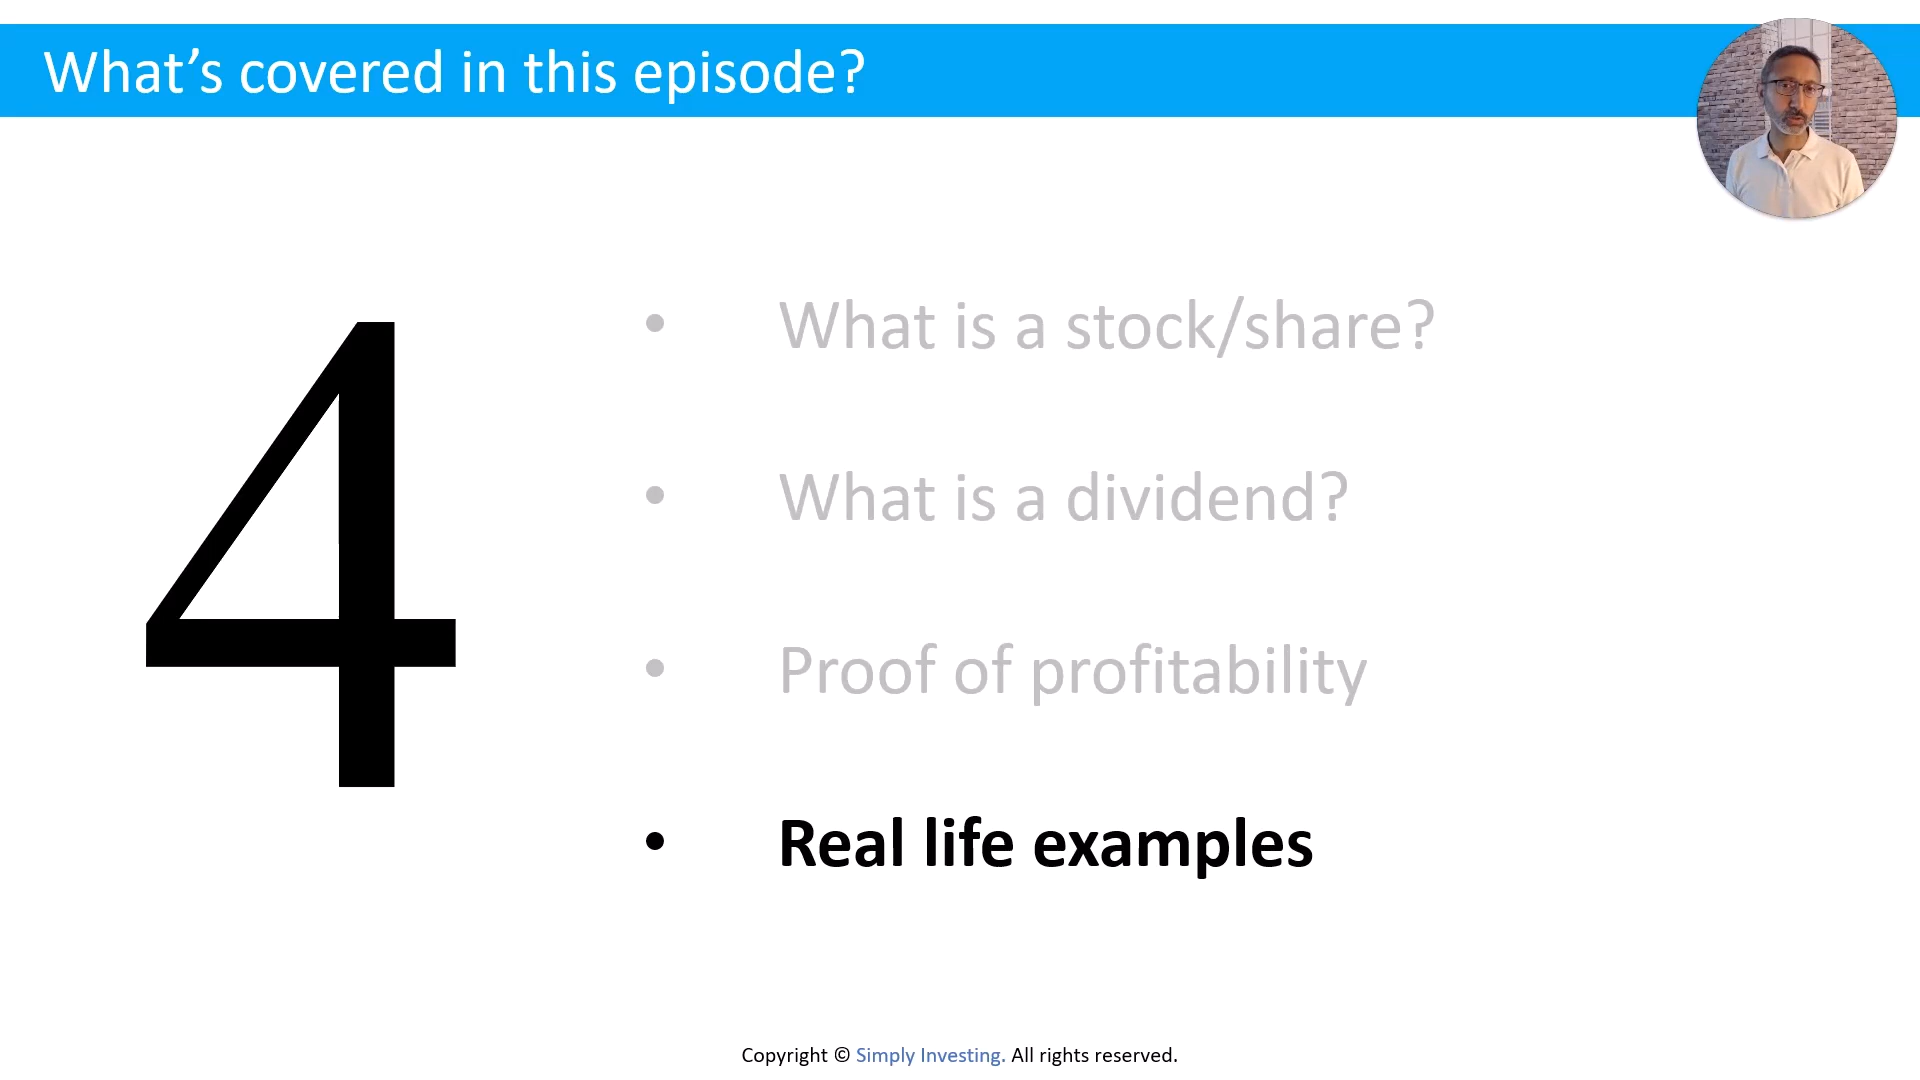 What’s covered in this episode?
4
• What is a stock/share?
• What is a dividend?
• Proof of profitability
• Real life examples
Copyright © Simply Investing. All rights reserved.